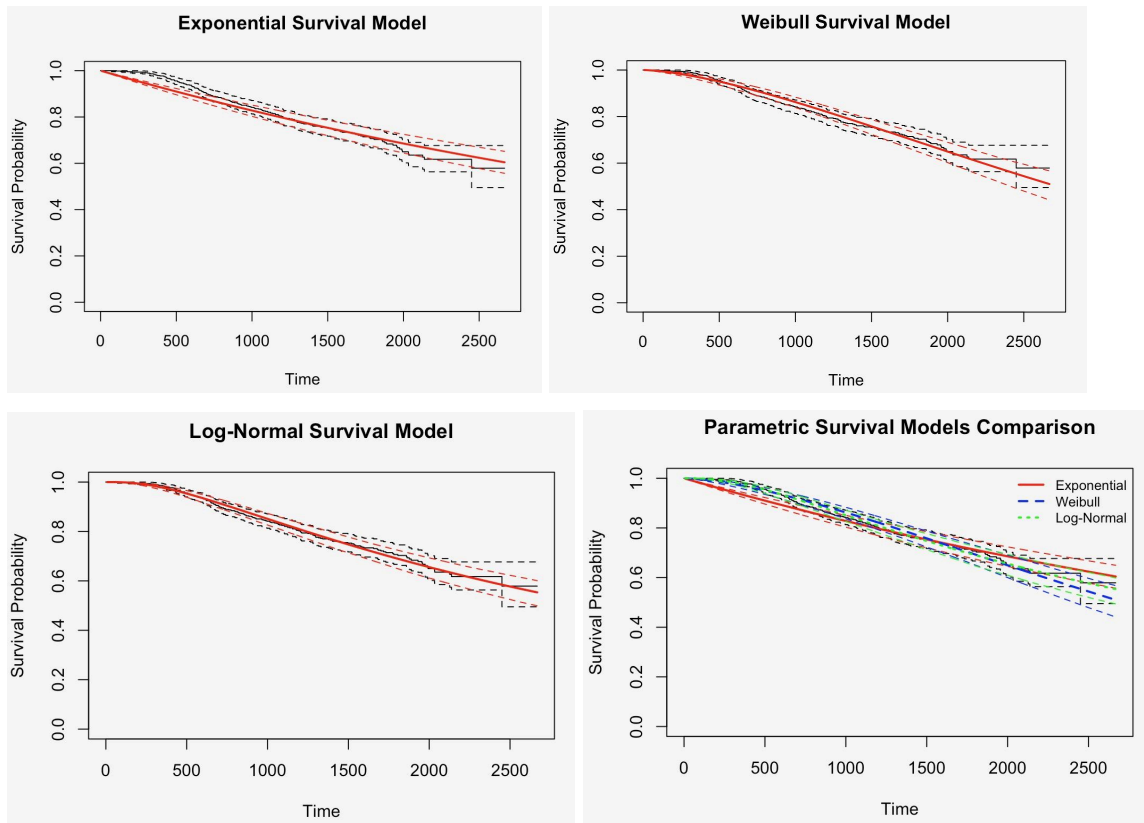 Exponential Survival Model
Survival Probability
1.0
0.8
0.6
0.4
0.2
0.0
0 500 1000 1500 2000 2500
Time
Weibull Survival Model
Survival Probability
1.0
0.8
0.6
0.4
0.2
0.0
0 500 1000 1500 2000 2500
Time
Log-Normal Survival Model
Survival Probability
1.0
0.8
0.6
0.4
0.2
0.0
0 500 1000 1500 2000 2500
Time
Parametric Survival Models Comparison
Survival Probability
1.0
0.8
0.6
0.4
0.2
0.0
Exponential
Weibull
Log-Normal
0 500 1000 1500 2000 2500
Time